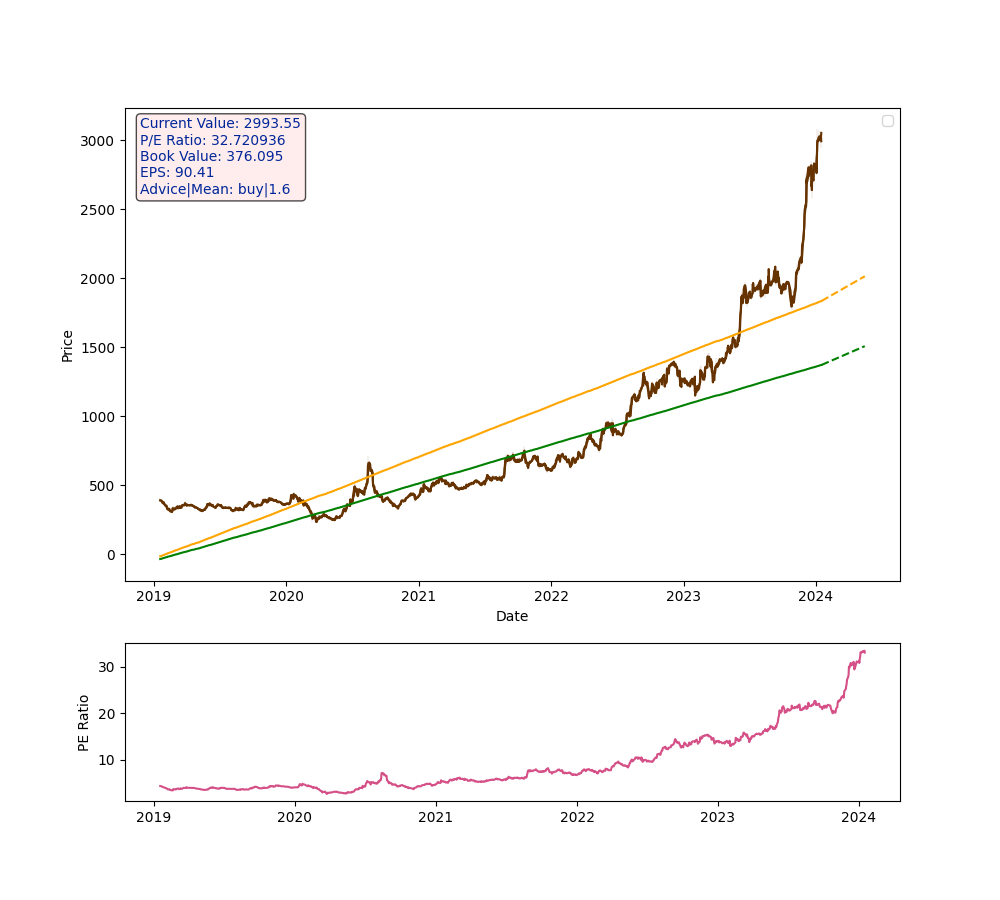 Current Value: 2993.55
P/E Ratio: 32.720936
Book Value: 376.095
EPS: 90.41
Advice|Mean: buy|1.6
3000
2500
2000
1500
1000
500
0
Price
2019 2020 2021 2022 2023 2024
Date
30
20
10
PE Ratio
2019 2020 2021 2022 2023 2024